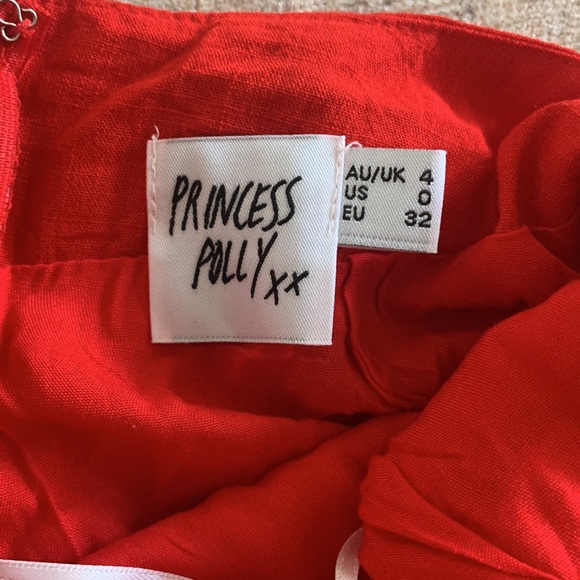 PRINCESS
POLLY xx
AU/UK 4
US 0
EU 32